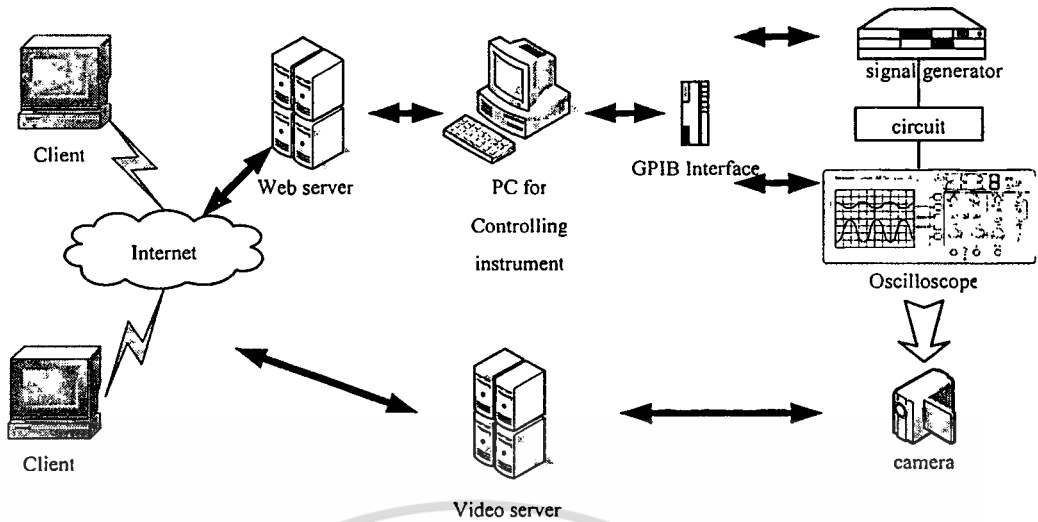 signal generator
circuit
Client
Web server
PC for
Controlling
instrument
GPIB Interface
Internet
Oscilloscope
Client
camera
Video server